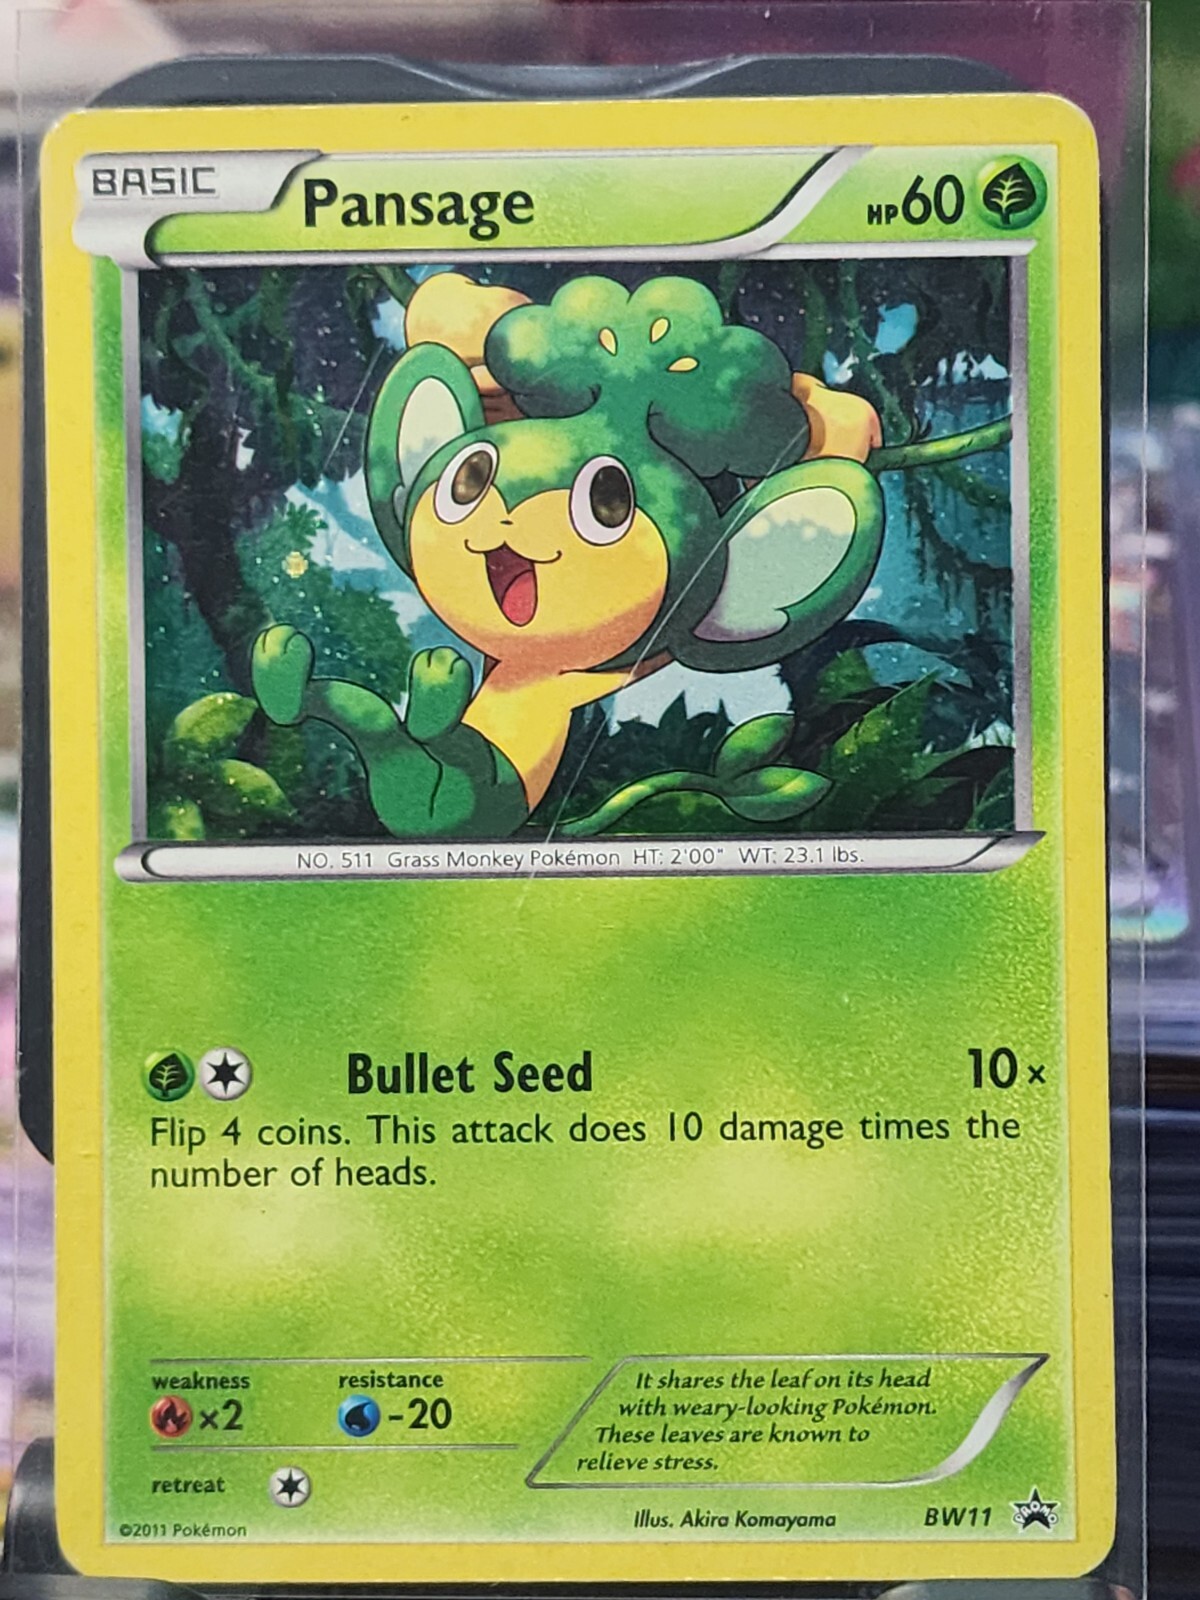 BASIC
Pansage
HP60
NO. 511 Grass Monkey Pokémon HT: 2'00" WT: 23.1 lbs.
Bullet Seed 10×
Flip 4 coins. This attack does 10 damage times the
number of heads.
weakness
×2
resistance
-20
retreat
It shares the leaf on its head
with weary-looking Pokémon.
These leaves are known to
relieve stress.
©2011 Pokémon
Illus. Akira Komayama
BW11
PROMO